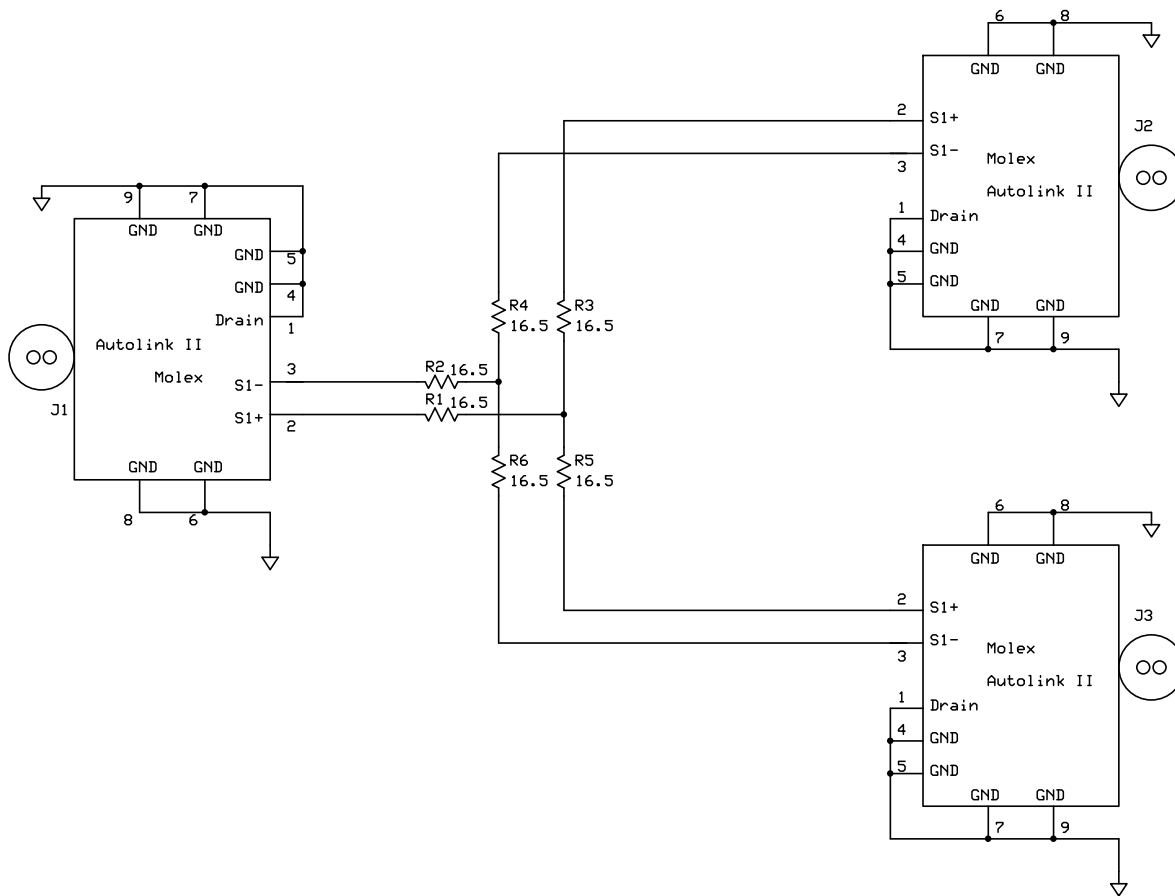 6 8
GND GND
2 S1+
J2
S1-
3
Molex
Autolink II
1 Drain
4 GND
5 GND
GND GND
7 9
9 7
GND GND
GND 5
GND 4
Drain 1
Autolink II
Molex
3
S1-
S1+
2
J1
GND GND
8 6
R4
16.5
R3
16.5
R2 16.5
R1 16.5
R6
16.5
R5
16.5
6 8
GND GND
2 S1+
J3
S1-
3
Molex
Autolink II
1 Drain
4 GND
5 GND
GND GND
7 9